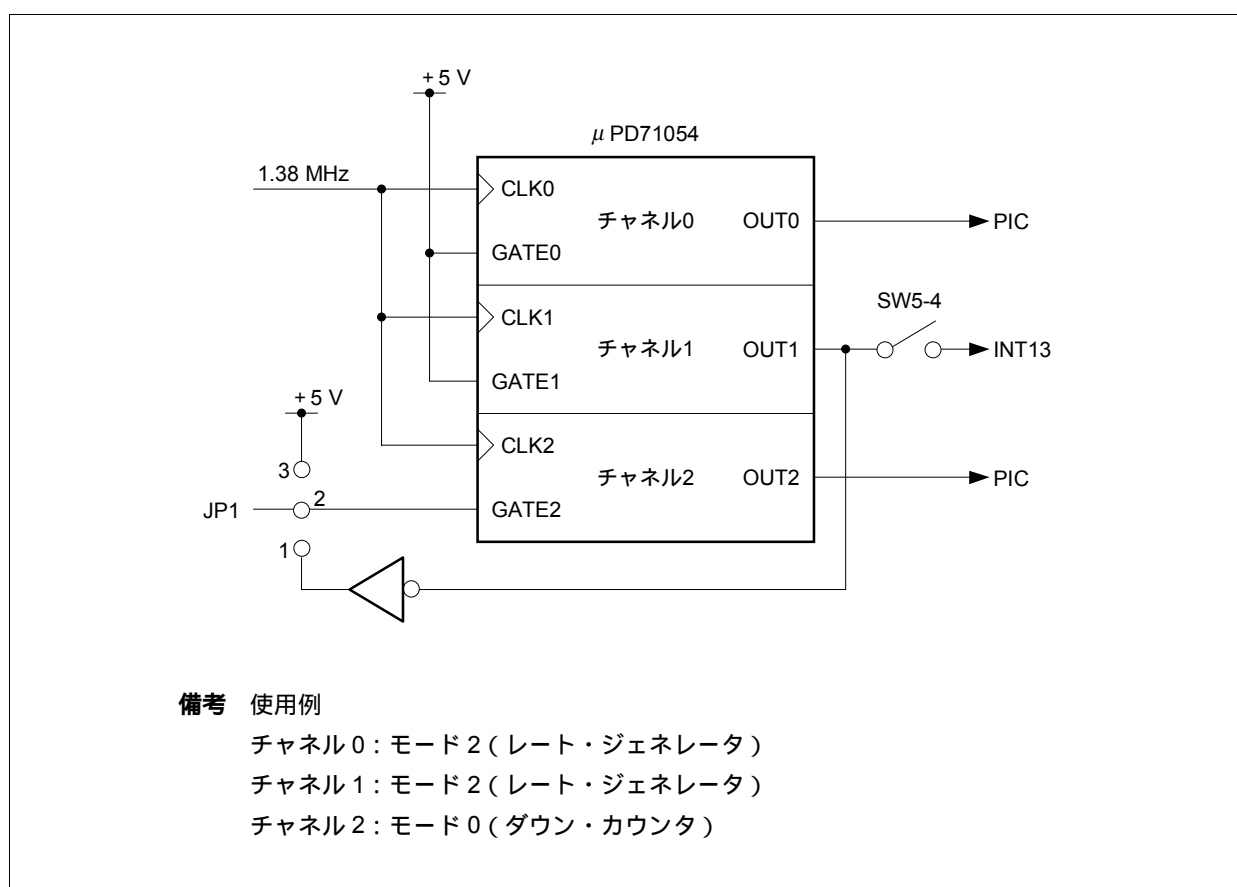 +5 V
μPD71054
1.38 MHz
CLK0
チャネル0
OUT0
PIC
GATE0
SW5-4
CLK1
チャネル1
OUT1
INT13
GATE1
+5 V
CLK2
3
チャネル2
OUT2
PIC
JP1
2
GATE2
1
備考 使用例
チャネル0：モード2（レート・ジェネレータ）
チャネル1：モード2（レート・ジェネレータ）
チャネル2：モード0（ダウン・カウンタ）